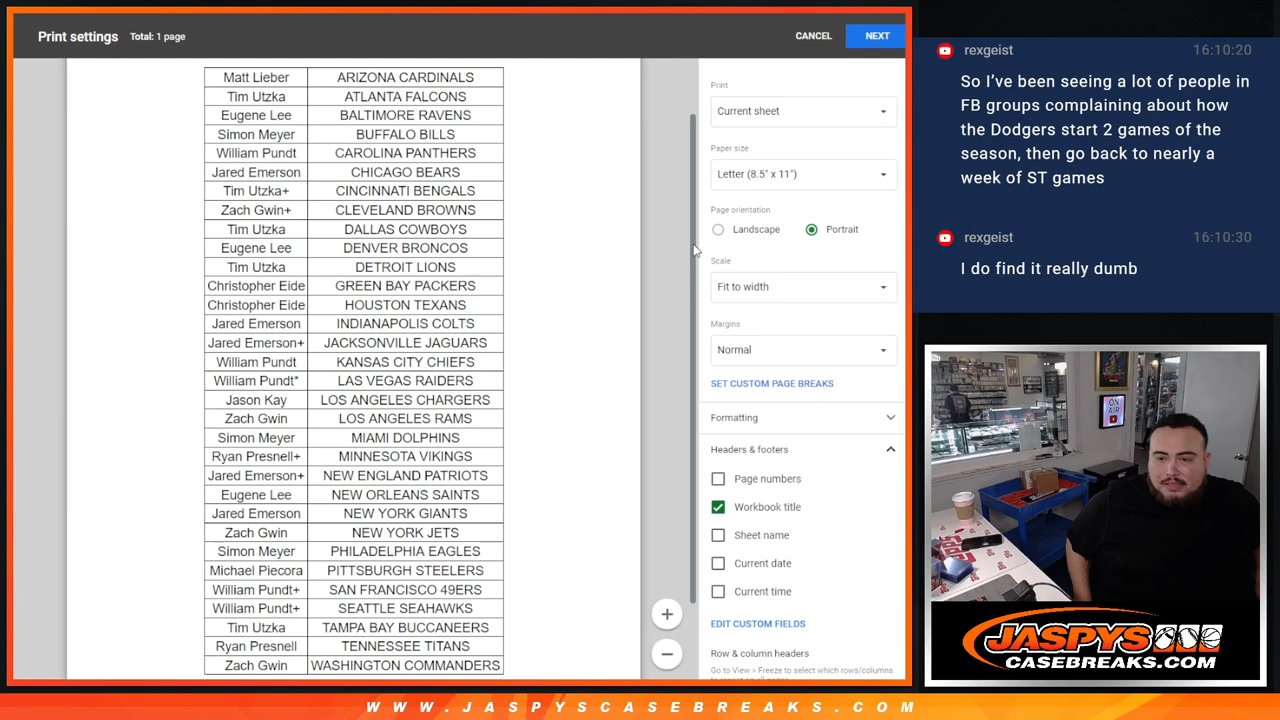 Print settings Total: 1 page CANCEL NEXT
Matt Lieber ARIZONA CARDINALS
Tim Utzka ATLANTA FALCONS
Eugene Lee BALTIMORE RAVENS
Simon Meyer BUFFALO BILLS
William Pundt CAROLINA PANTHERS
Jared Emerson CHICAGO BEARS
Tim Utzka+ CINCINNATI BENGALS
Zach Gwin+ CLEVELAND BROWNS
Tim Utzka DALLAS COWBOYS
Eugene Lee DENVER BRONCOS
Tim Utzka DETROIT LIONS
Christopher Eide GREEN BAY PACKERS
Christopher Eide HOUSTON TEXANS
Jared Emerson INDIANAPOLIS COLTS
Jared Emerson+ JACKSONVILLE JAGUARS
William Pundt KANSAS CITY CHIEFS
William Pundt* LAS VEGAS RAIDERS
Jason Kay LOS ANGELES CHARGERS
Zach Gwin LOS ANGELES RAMS
Simon Meyer MIAMI DOLPHINS
Ryan Presnell+ MINNESOTA VIKINGS
Jared Emerson+ NEW ENGLAND PATRIOTS
Eugene Lee NEW ORLEANS SAINTS
Jared Emerson NEW YORK GIANTS
Zach Gwin NEW YORK JETS
Simon Meyer PHILADELPHIA EAGLES
Michael Piecora PITTSBURGH STEELERS
William Pundt+ SAN FRANCISCO 49ERS
William Pundt+ SEATTLE SEAHAWKS
Tim Utzka TAMPA BAY BUCCANEERS
Ryan Presnell TENNESSEE TITANS
Zach Gwin WASHINGTON COMMANDERS
Print
Current sheet
Paper size
Letter (8.5" x 11")
Page orientation
Landscape Portrait
Scale
Fit to width
Margins
Normal
SET CUSTOM PAGE BREAKS
Formatting
Headers & footers
Page numbers
Workbook title
Sheet name
Current date
Current time
EDIT CUSTOM FIELDS
Row & column headers
Go to View > Freeze to select which rows/columns
rexgeist 16:10:20
So I've been seeing a lot of people in
FB groups complaining about how
the Dodgers start 2 games of the
season, then go back to nearly a
week of ST games
rexgeist 16:10:30
I do find it really dumb
ON
AIR
JASPYS
CASEBREAKS.COM
WWW.JASPYSCASEBREAKS.COM